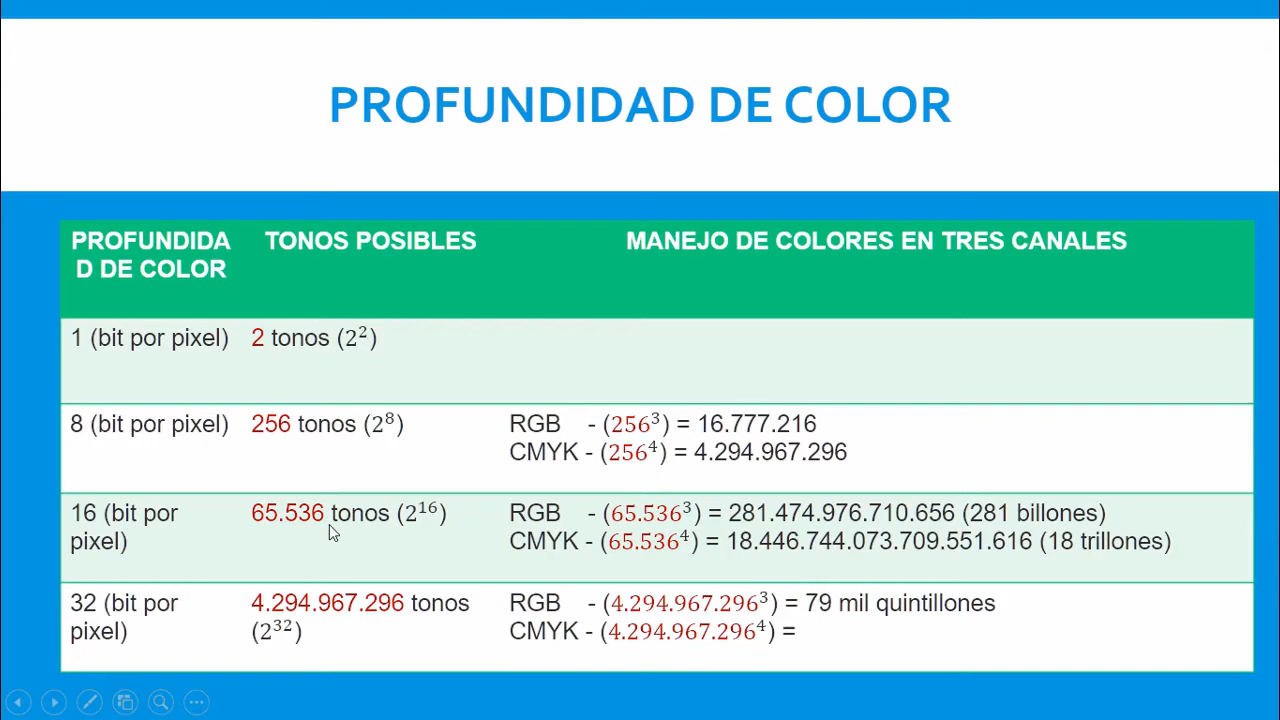 PROFUNDIDAD DE COLOR
PROFUNDIDA
D DE COLOR
TONOS POSIBLES
MANEJO DE COLORES EN TRES CANALES
1 (bit por pixel)
2 tonos (2²)
8 (bit por pixel)
256 tonos (2⁸)
RGB - (256³) = 16.777.216
CMYK - (256⁴) = 4.294.967.296
16 (bit por
pixel)
65.536 tonos (2¹⁶)
RGB - (65.536³) = 281.474.976.710.656 (281 billones)
CMYK - (65.536⁴) = 18.446.744.073.709.551.616 (18 trillones)
32 (bit por
pixel)
4.294.967.296 tonos
(2³²)
RGB - (4.294.967.296³) = 79 mil quintillones
CMYK - (4.294.967.296⁴) =